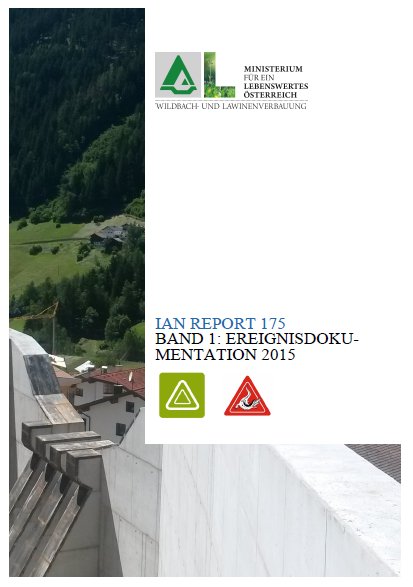 MINISTERIUM
FÜR EIN
LEBENSWERTES
ÖSTERREICH
WILDBACH- UND LAWINENVERBAUUNG
IAN REPORT 175
BAND 1: EREIGNISDOKU-
MENTATION 2015